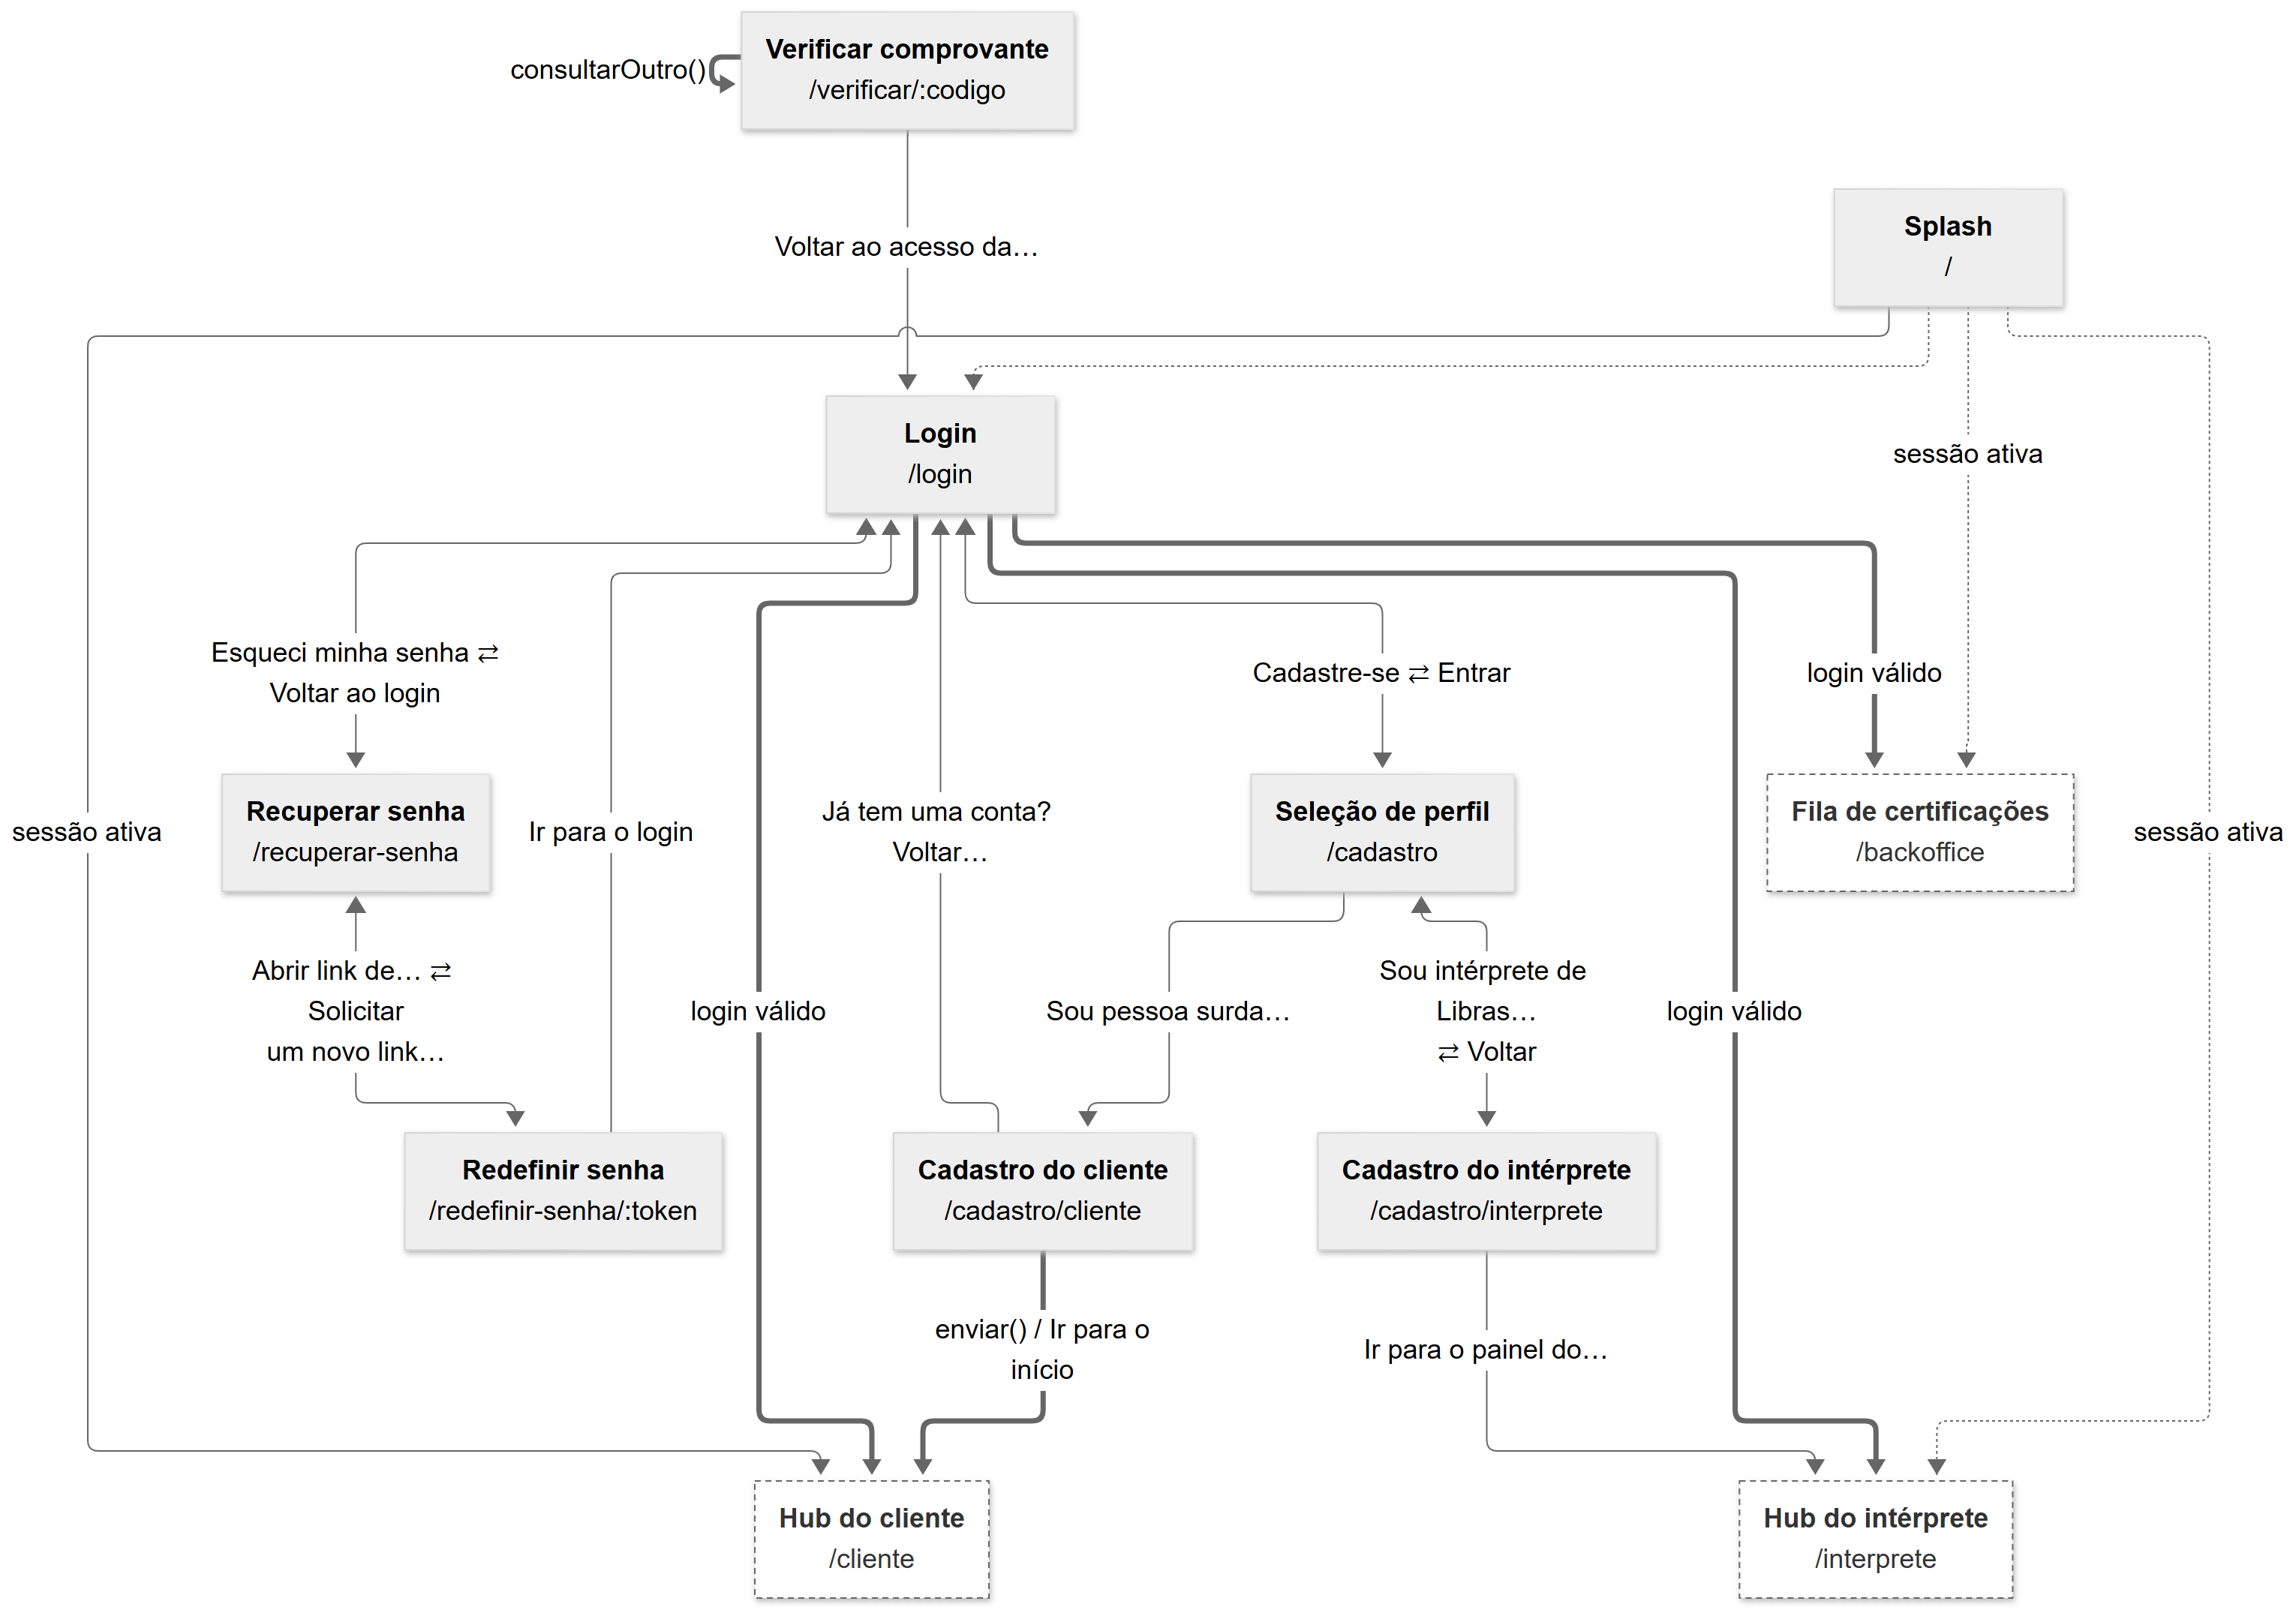 Verificar comprovante
/verificar/:codigo
consultarOutro()
Voltar ao acesso da…
Splash
/
Login
/login
sessão ativa
Esqueci minha senha ⇄
Voltar ao login
Cadastre-se ⇄ Entrar
login válido
Recuperar senha
/recuperar-senha
sessão ativa
Ir para o login
Já tem uma conta?
Voltar…
Seleção de perfil
/cadastro
Fila de certificações
/backoffice
sessão ativa
Abrir link de… ⇄
Solicitar
um novo link…
login válido
Sou pessoa surda…
Sou intérprete de
Libras…
⇄ Voltar
login válido
Redefinir senha
/redefinir-senha/:token
Cadastro do cliente
/cadastro/cliente
Cadastro do intérprete
/cadastro/interprete
enviar() / Ir para o
início
Ir para o painel do…
Hub do cliente
/cliente
Hub do intérprete
/interprete